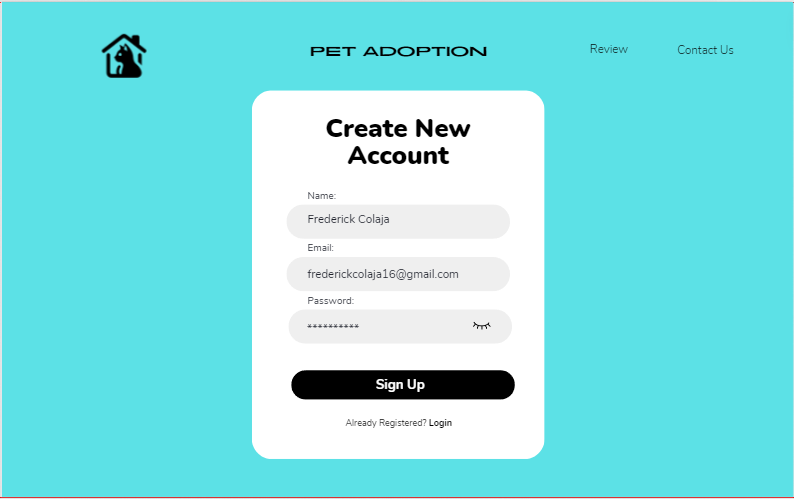 PET ADOPTION
Review
Contact Us
Create New
Account
Name:
Frederick Colaja
Email:
frederickcolaja16@gmail.com
Password:
**********
Sign Up
Already Registered? Login